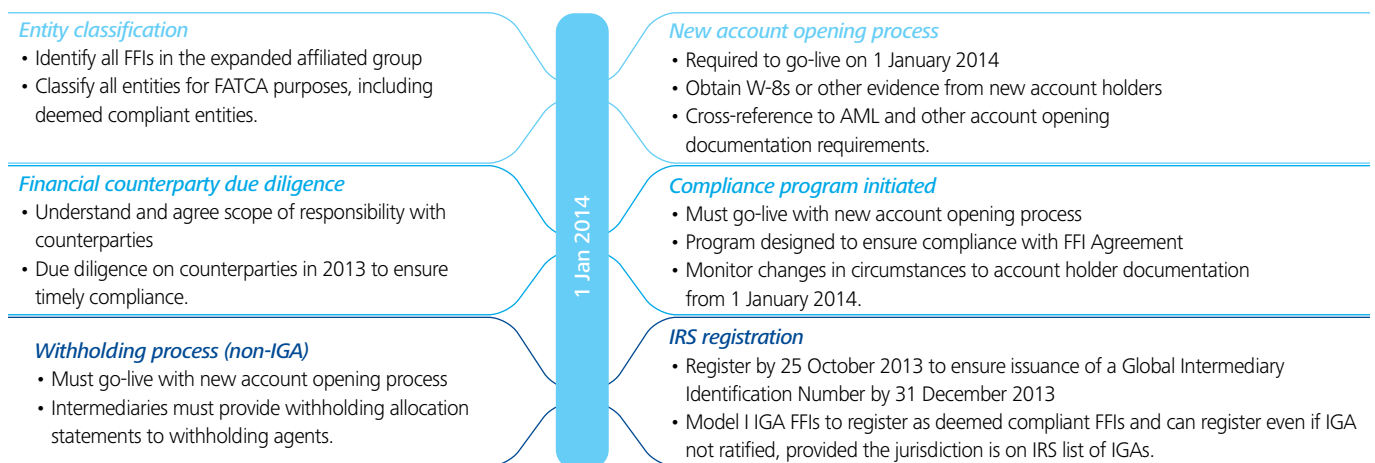 Entity classification
• Identify all FFIs in the expanded affiliated group
• Classify all entities for FATCA purposes, including
deemed compliant entities.
Financial counterparty due diligence
• Understand and agree scope of responsibility with
counterparties
• Due diligence on counterparties in 2013 to ensure
timely compliance.
Withholding process (non-IGA)
• Must go-live with new account opening process
• Intermediaries must provide withholding allocation
statements to withholding agents.
1 Jan 2014
New account opening process
• Required to go-live on 1 January 2014
• Obtain W-8s or other evidence from new account holders
• Cross-reference to AML and other account opening
documentation requirements.
Compliance program initiated
• Must go-live with new account opening process
• Program designed to ensure compliance with FFI Agreement
• Monitor changes in circumstances to account holder documentation
from 1 January 2014.
IRS registration
• Register by 25 October 2013 to ensure issuance of a Global Intermediary
Identification Number by 31 December 2013
• Model I IGA FFIs to register as deemed compliant FFIs and can register even if IGA
not ratified, provided the jurisdiction is on IRS list of IGAs.